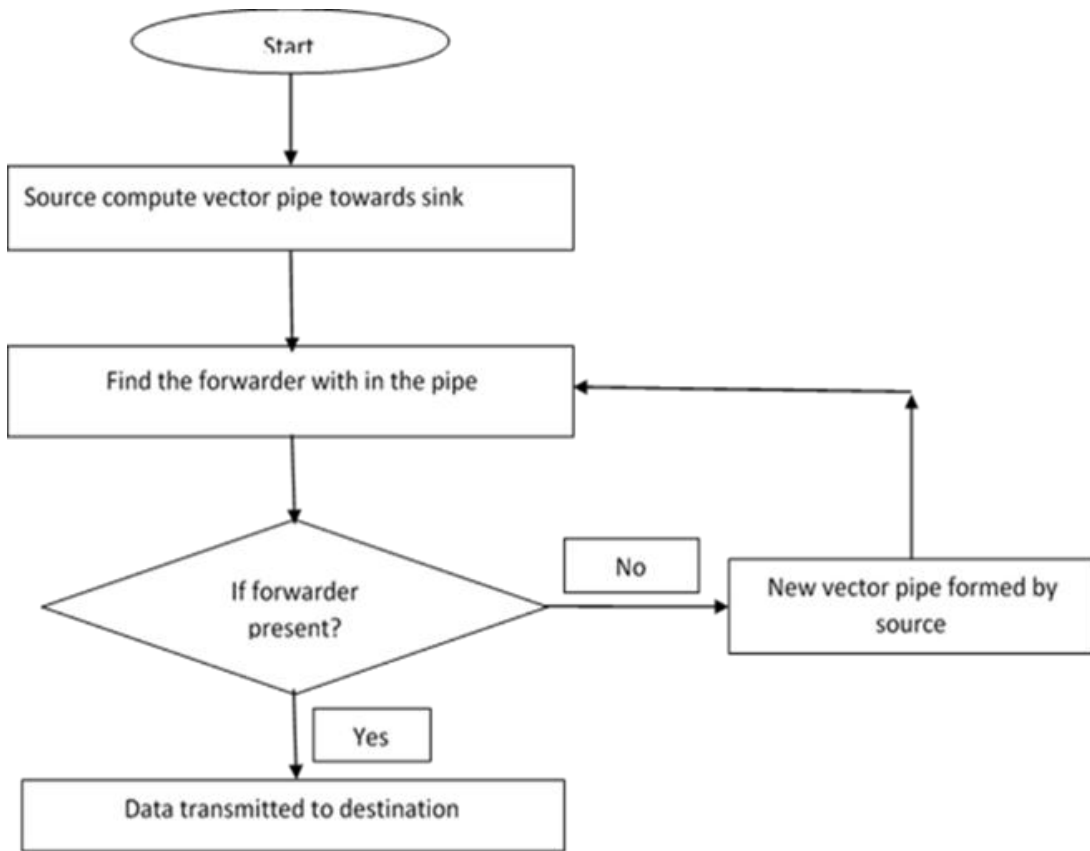 Start
Source compute vector pipe towards sink
Find the forwarder with in the pipe
If forwarder
present?
No
New vector pipe formed by
source
Yes
Data transmitted to destination